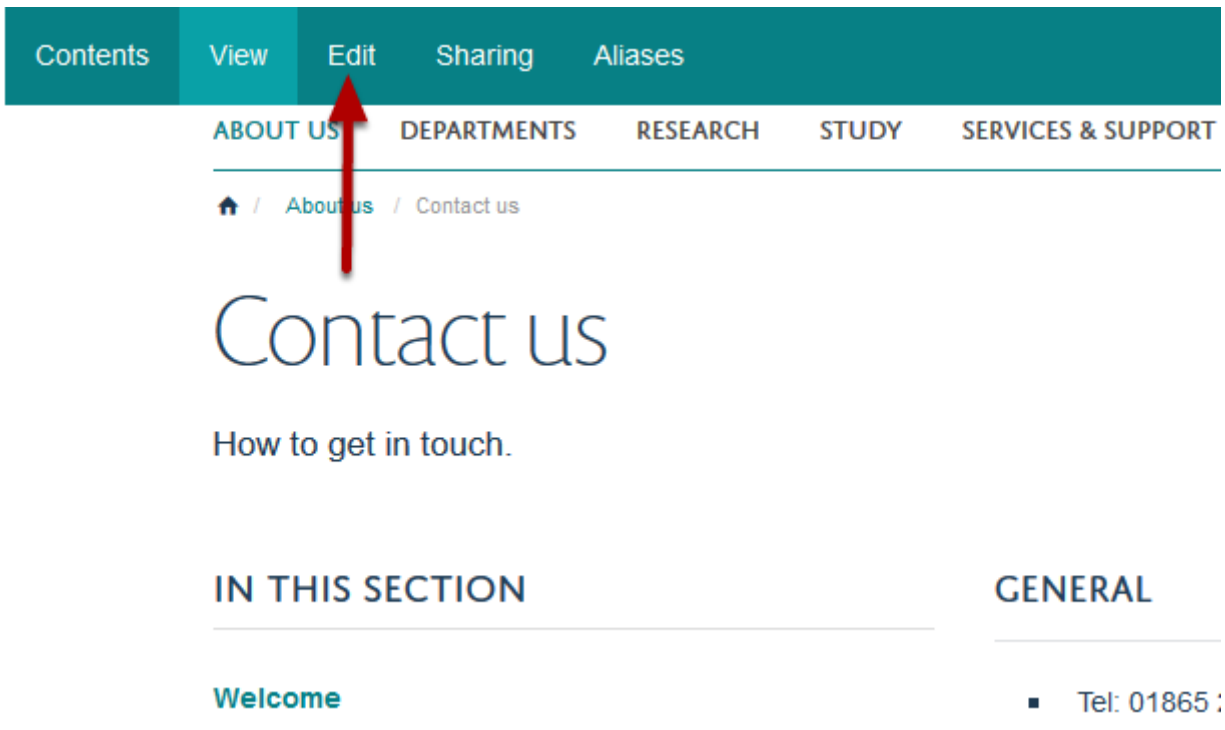 Contents View Edit Sharing Aliases
ABOUT US DEPARTMENTS RESEARCH STUDY SERVICES & SUPPORT
/ About us / Contact us
Contact us
How to get in touch.
IN THIS SECTION GENERAL
Welcome ▪ Tel: 01865